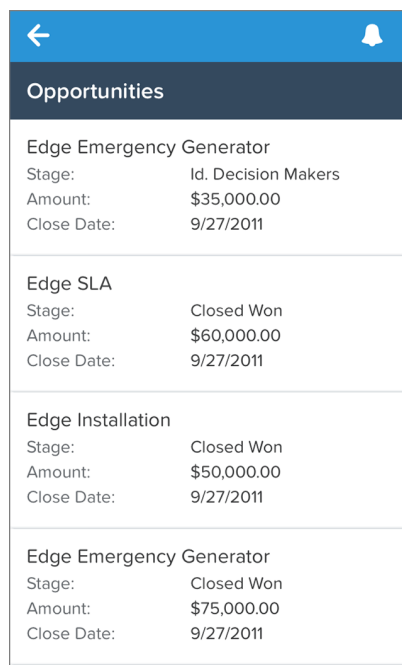 Opportunities
Edge Emergency Generator
Stage: Id. Decision Makers
Amount: $35,000.00
Close Date: 9/27/2011
Edge SLA
Stage: Closed Won
Amount: $60,000.00
Close Date: 9/27/2011
Edge Installation
Stage: Closed Won
Amount: $50,000.00
Close Date: 9/27/2011
Edge Emergency Generator
Stage: Closed Won
Amount: $75,000.00
Close Date: 9/27/2011